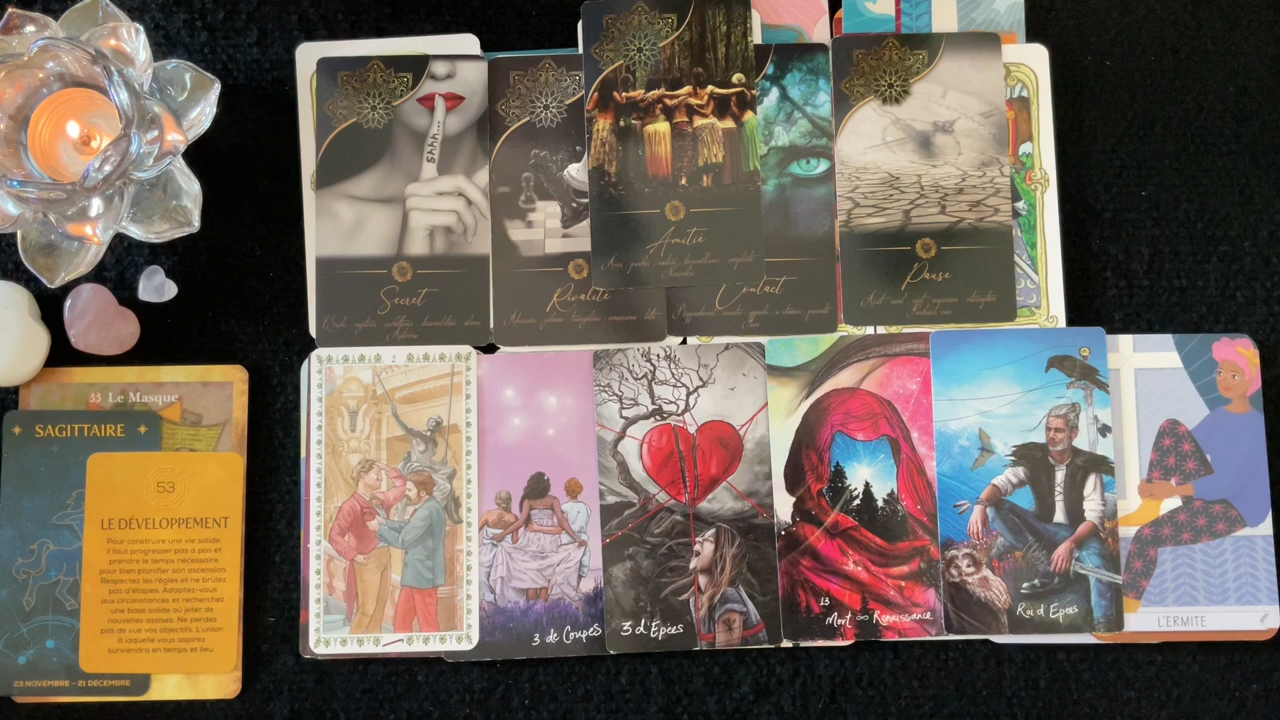 shhh...
Secret
Rivalité
Amitié
Contact
Pause
33 Le Masque
SAGITTAIRE
53
LE DÉVELOPPEMENT
Pour construire une vie solide,
il faut progresser pas à pas et
prendre le temps nécessaire
pour bien planifier son ascension
Respectez les règles et ne brûlez
pas d'étapes. Adaptez-vous
aux circonstances et recherchez
une base solide où jeter de
nouvelles assises. Ne perdez
pas de vue vos objectifs. L'union
à laquelle vous aspirez
surviendra en temps et lieu.
23 NOVEMBRE - 21 DÉCEMBRE
2
3 de Coupes
3 d'Epées
13
Mort ∞ Renaissance
Roi d'Epées
L'ERMITE